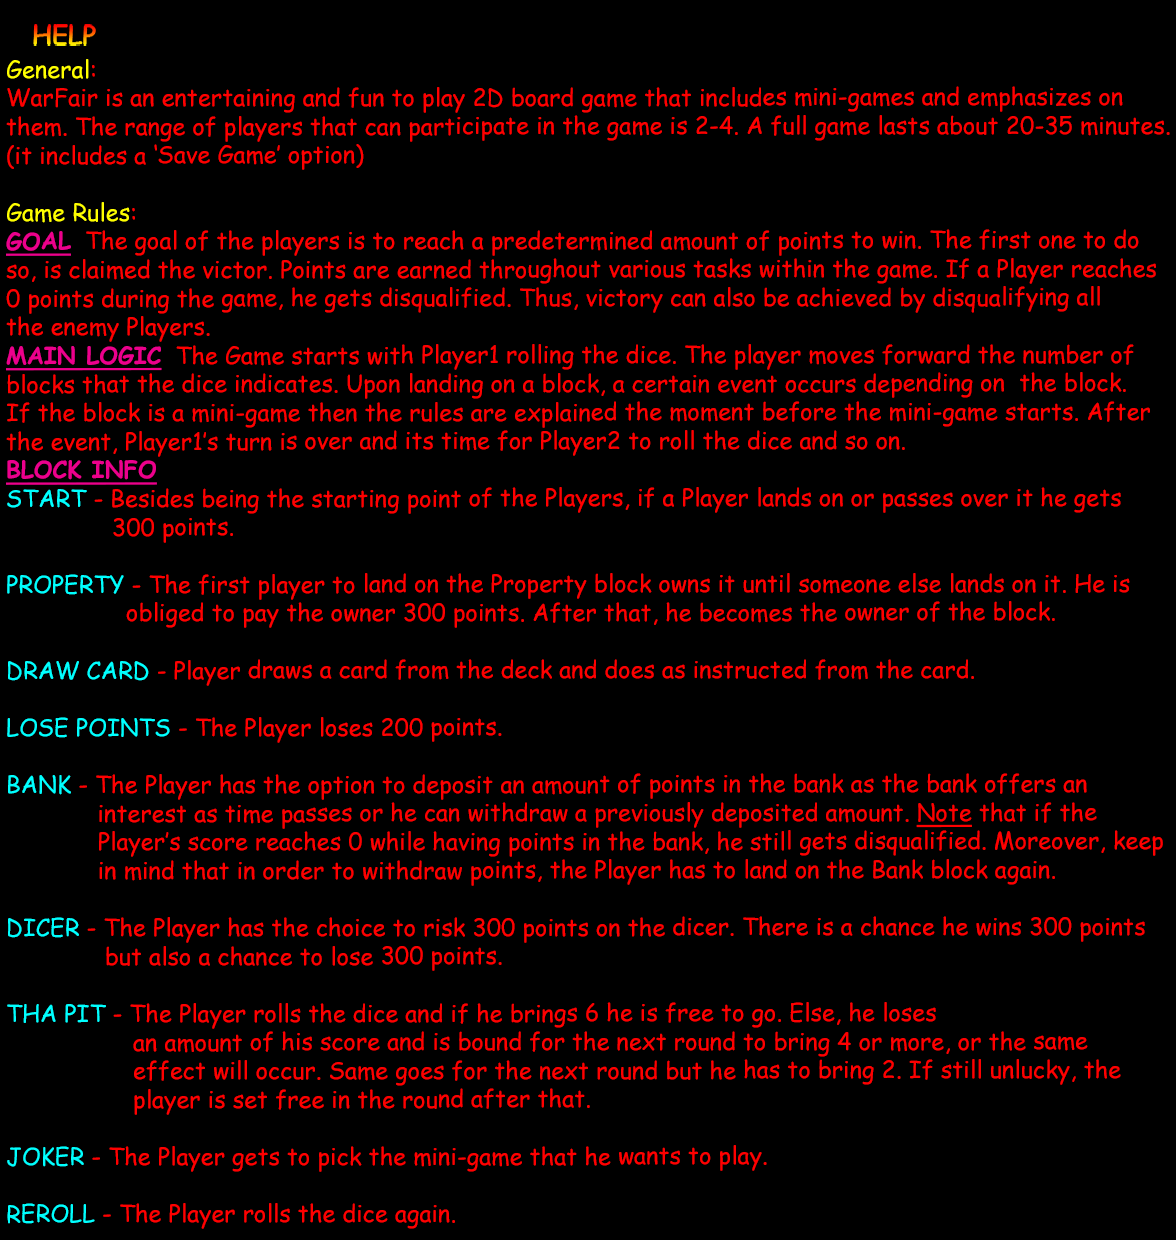 HELP
General:
WarFair is an entertaining and fun to play 2D board game that includes mini-games and emphasizes on
them. The range of players that can participate in the game is 2-4. A full game lasts about 20-35 minutes.
(it includes a ‘Save Game’ option)
Game Rules:
GOAL The goal of the players is to reach a predetermined amount of points to win. The first one to do
so, is claimed the victor. Points are earned throughout various tasks within the game. If a Player reaches
0 points during the game, he gets disqualified. Thus, victory can also be achieved by disqualifying all
the enemy Players.
MAIN LOGIC The Game starts with Player1 rolling the dice. The player moves forward the number of
blocks that the dice indicates. Upon landing on a block, a certain event occurs depending on the block.
If the block is a mini-game then the rules are explained the moment before the mini-game starts. After
the event, Player1’s turn is over and its time for Player2 to roll the dice and so on.
BLOCK INFO
START - Besides being the starting point of the Players, if a Player lands on or passes over it he gets
300 points.
PROPERTY - The first player to land on the Property block owns it until someone else lands on it. He is
obliged to pay the owner 300 points. After that, he becomes the owner of the block.
DRAW CARD - Player draws a card from the deck and does as instructed from the card.
LOSE POINTS - The Player loses 200 points.
BANK - The Player has the option to deposit an amount of points in the bank as the bank offers an
interest as time passes or he can withdraw a previously deposited amount. Note that if the
Player’s score reaches 0 while having points in the bank, he still gets disqualified. Moreover, keep
in mind that in order to withdraw points, the Player has to land on the Bank block again.
DICER - The Player has the choice to risk 300 points on the dicer. There is a chance he wins 300 points
but also a chance to lose 300 points.
THA PIT - The Player rolls the dice and if he brings 6 he is free to go. Else, he loses
an amount of his score and is bound for the next round to bring 4 or more, or the same
effect will occur. Same goes for the next round but he has to bring 2. If still unlucky, the
player is set free in the round after that.
JOKER - The Player gets to pick the mini-game that he wants to play.
REROLL - The Player rolls the dice again.